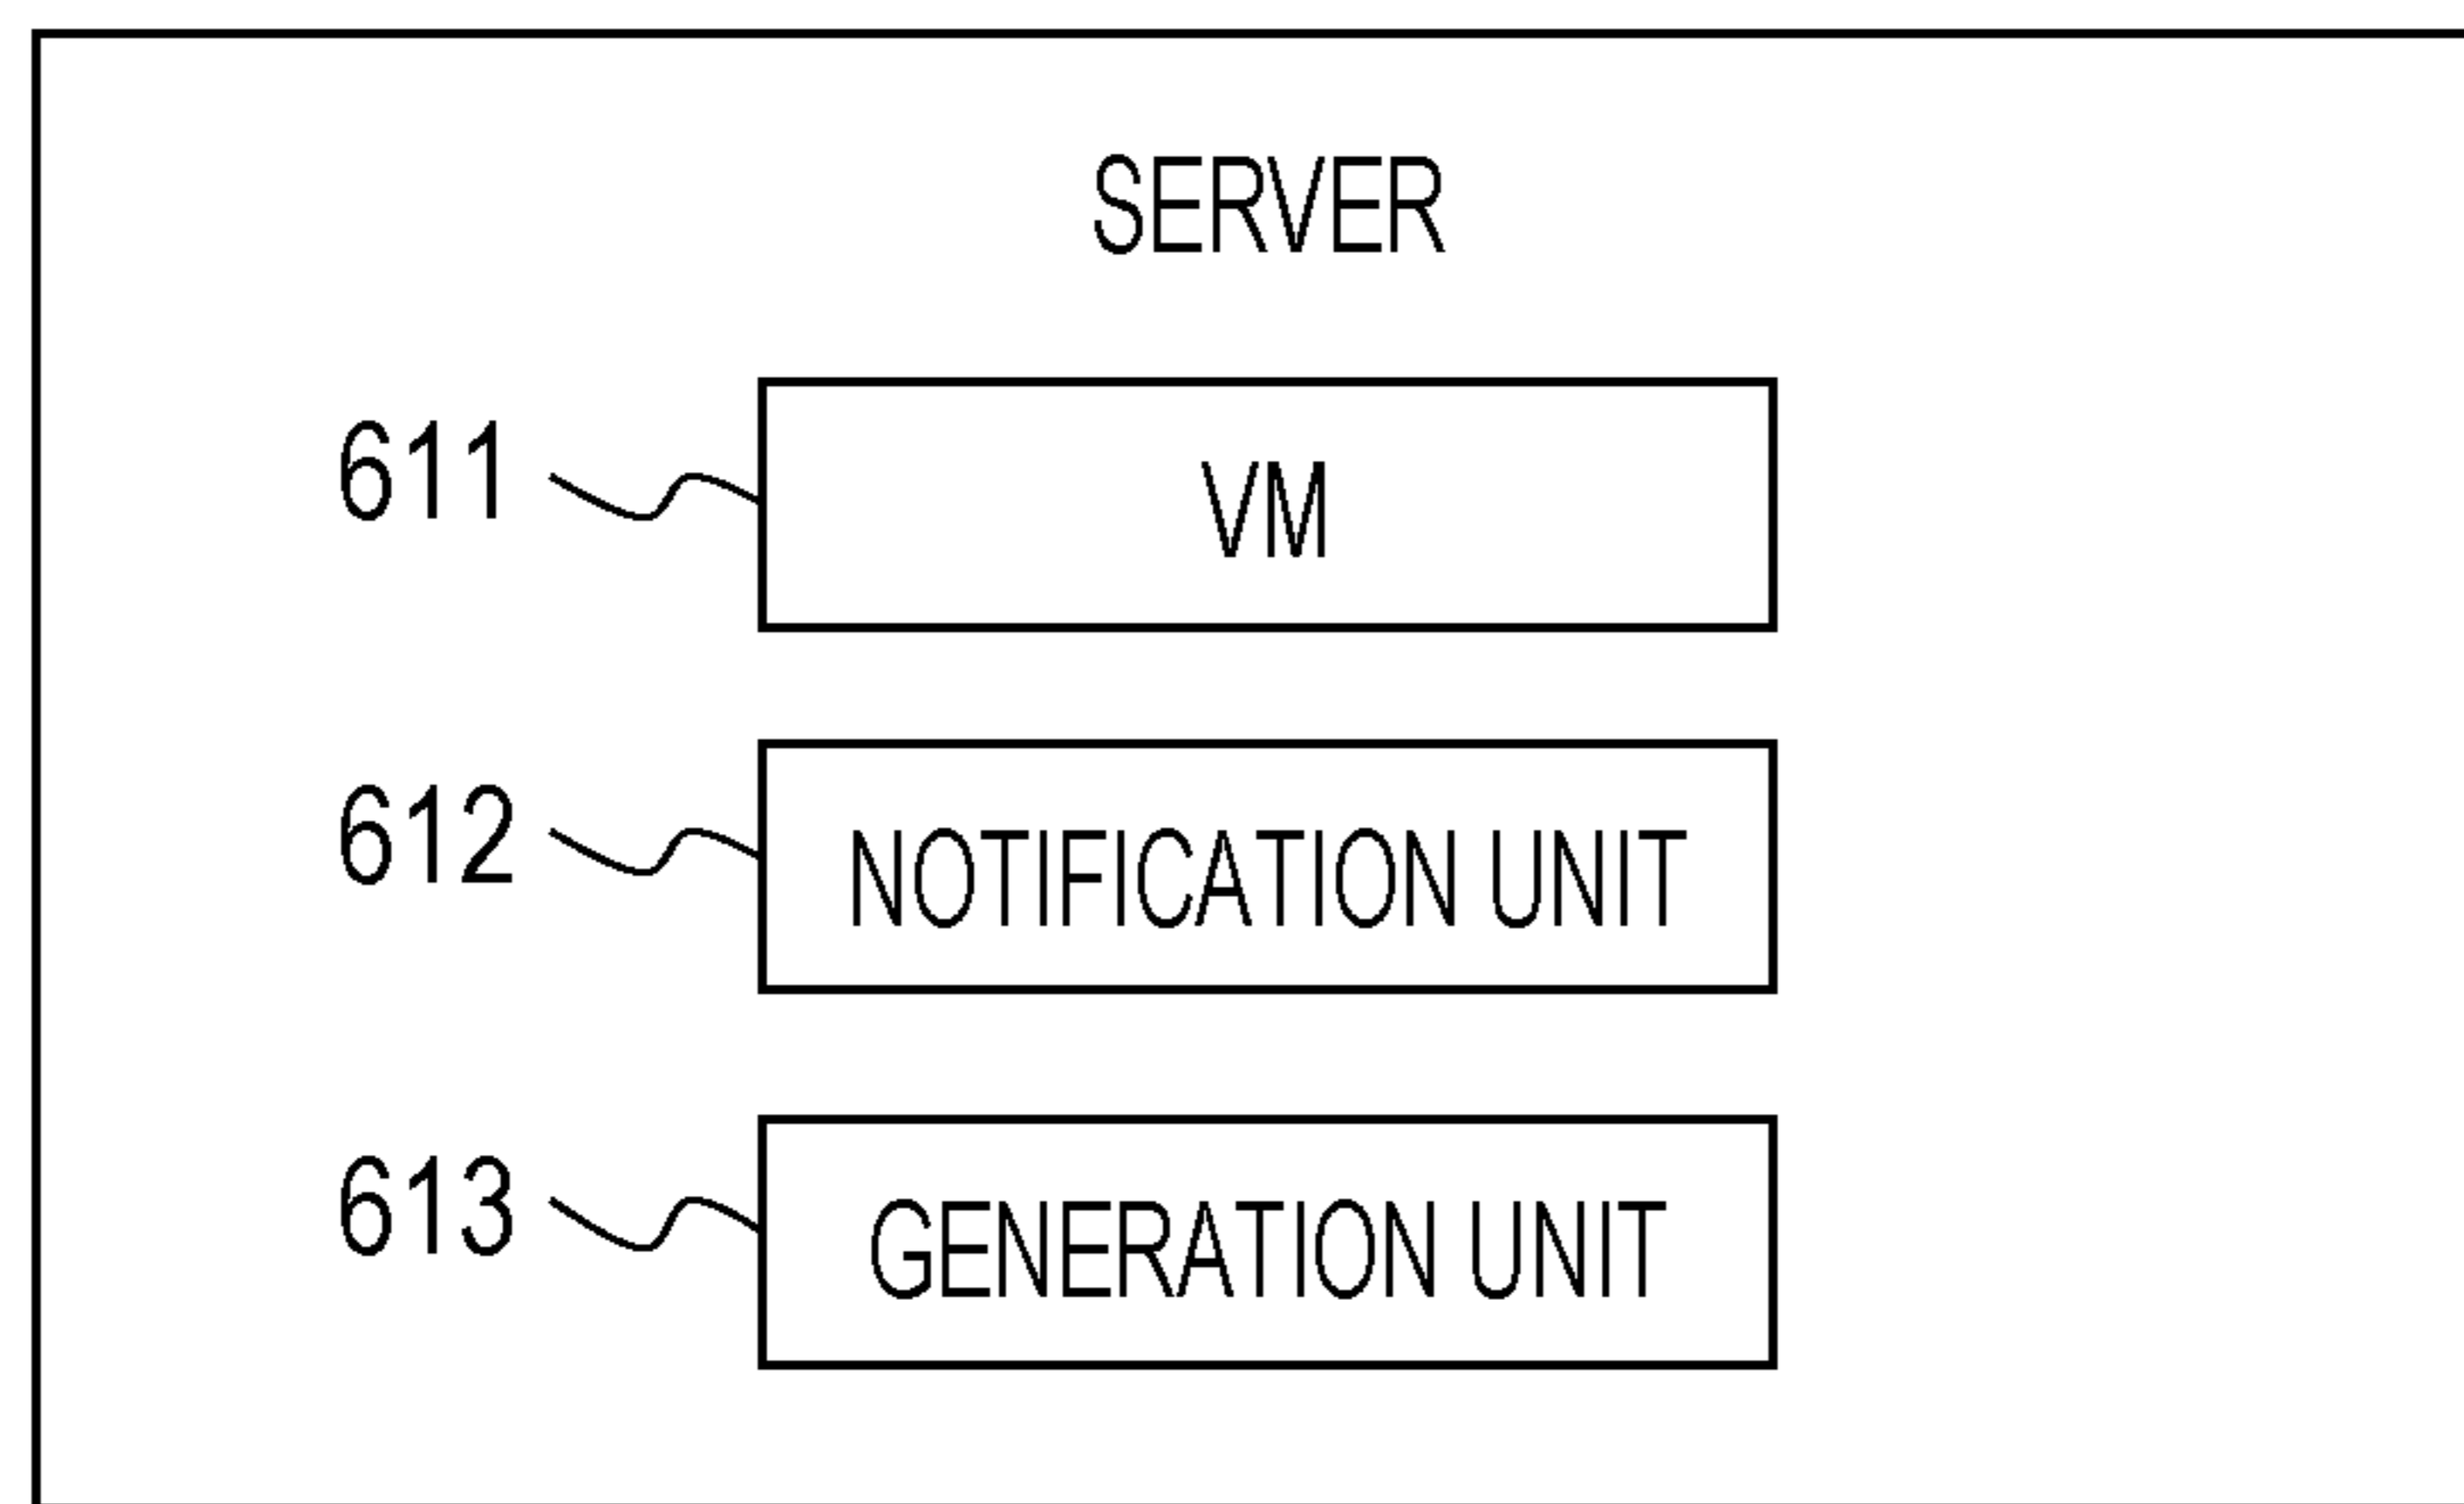 SERVER
611 VM
612 NOTIFICATION UNIT
613 GENERATION UNIT